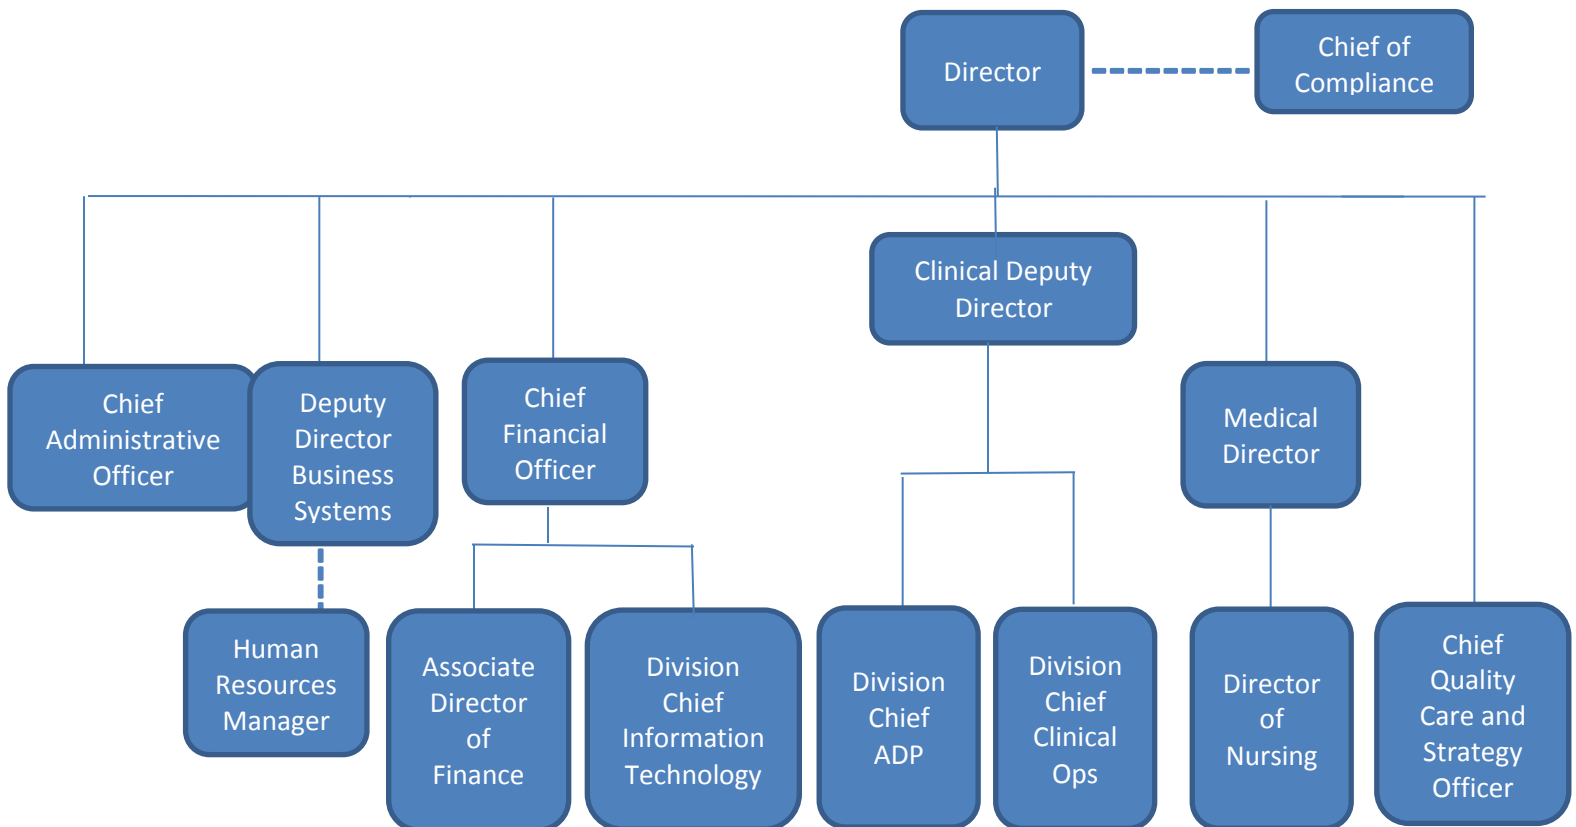 Director
Chief of
Compliance
Clinical Deputy
Director
Chief
Administrative
Officer
Deputy
Director
Business
Systems
Chief
Financial
Officer
Medical
Director
Human
Resources
Manager
Associate
Director
of
Finance
Division
Chief
Information
Technology
Division
Chief
ADP
Division
Chief
Clinical
Ops
Director
of
Nursing
Chief
Quality
Care and
Strategy
Officer